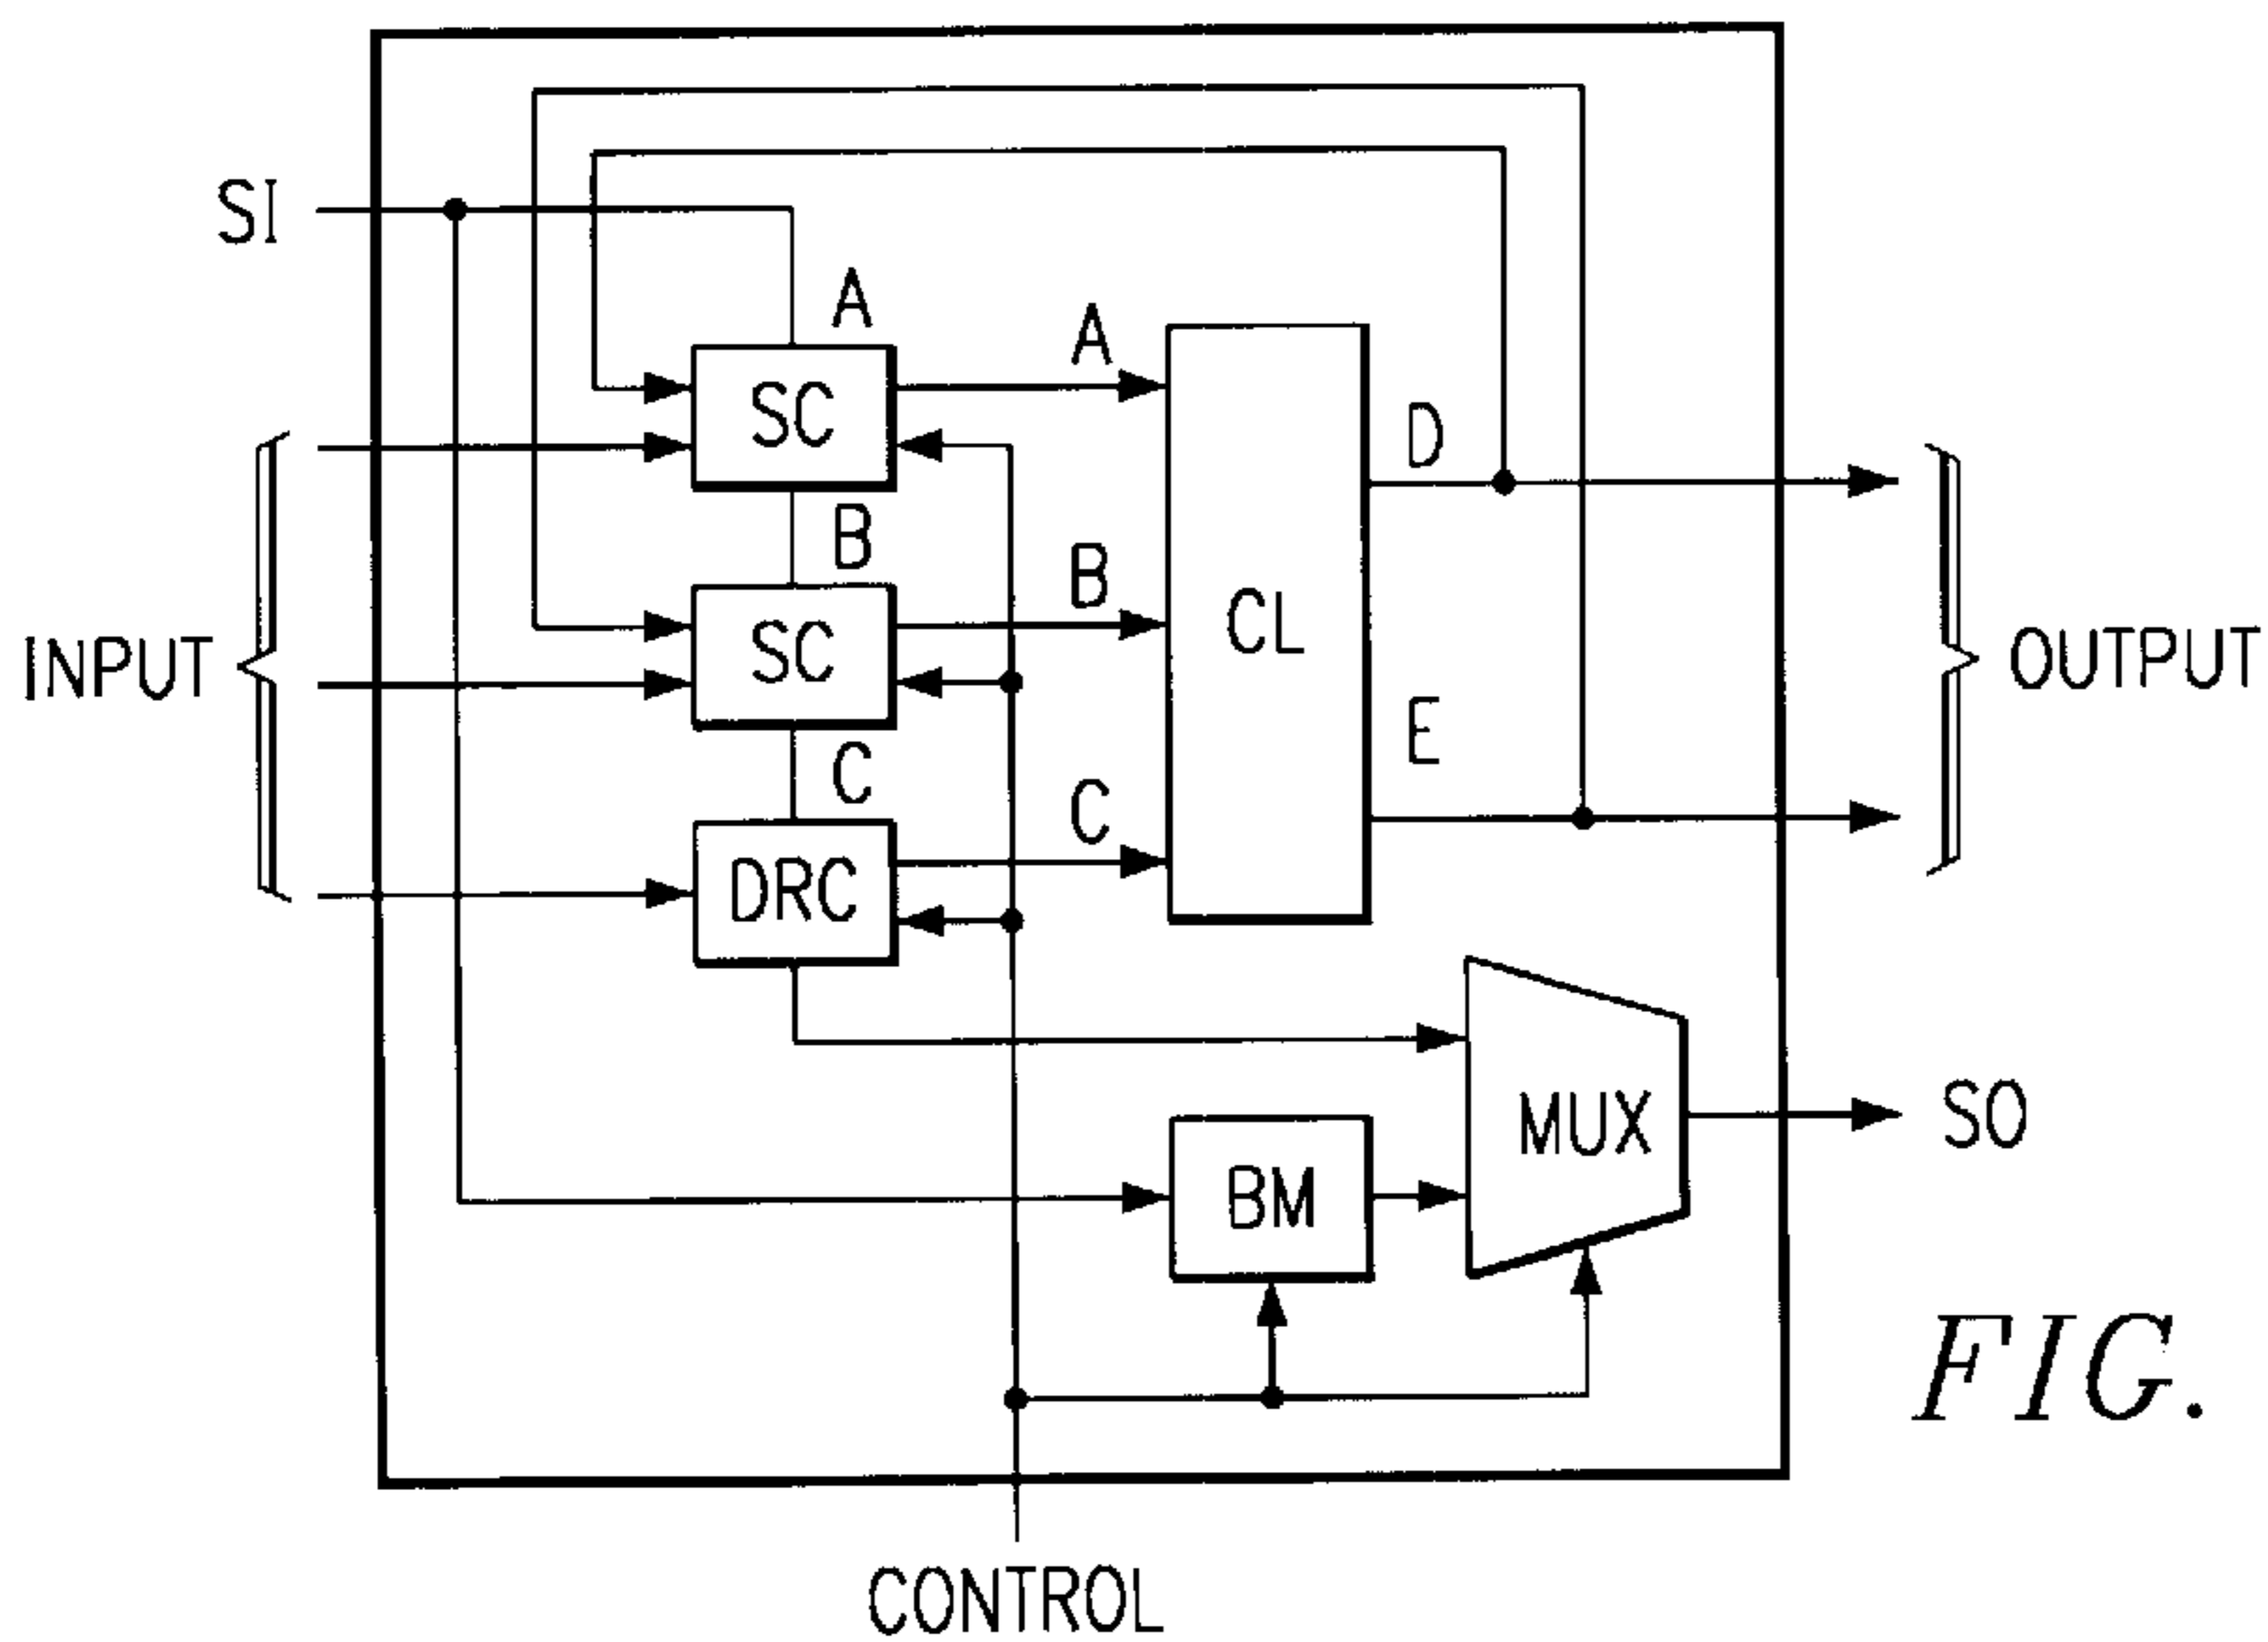 SI
A
A
SC
D
B
B
SC
CL
INPUT
OUTPUT
E
C
C
DRC
MUX
SO
BM
FIG.
CONTROL